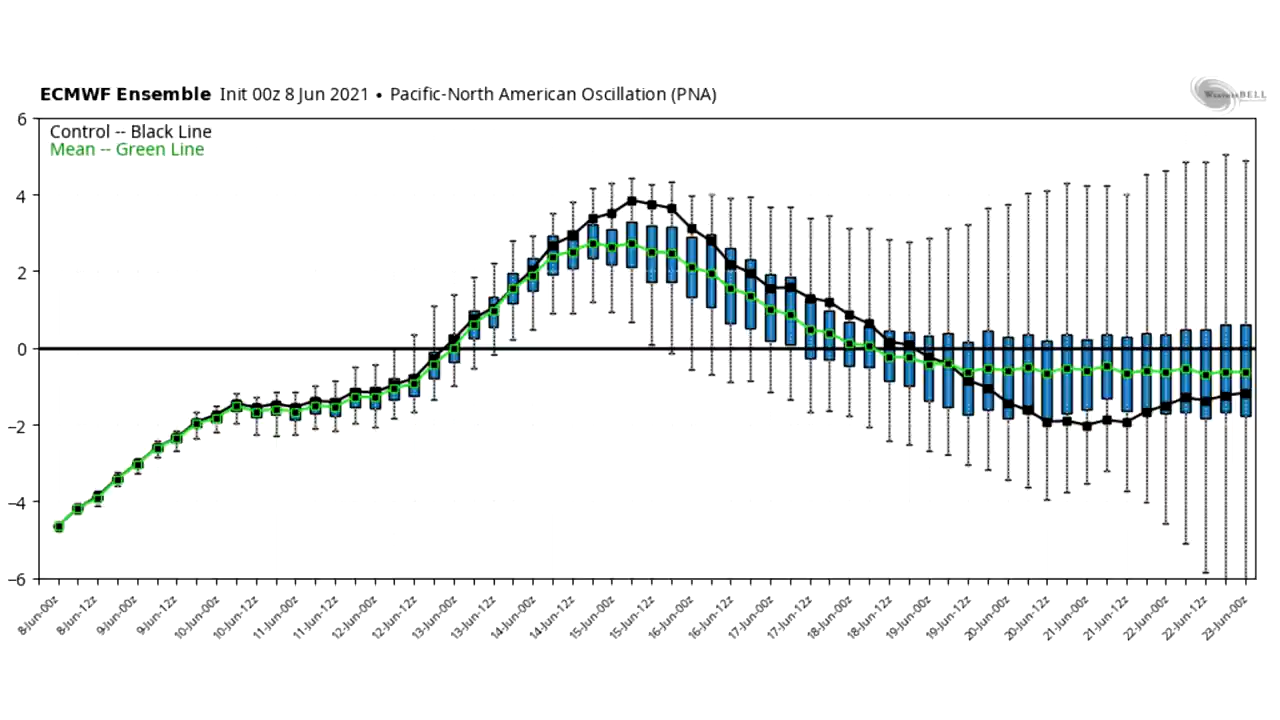 ECMWF Ensemble Init 00z 8 Jun 2021 • Pacific-North American Oscillation (PNA)
WeatherBELL
Control -- Black Line
Mean -- Green Line
6
4
2
0
−2
−4
−6
8-Jun-00z
8-Jun-12z
9-Jun-00z
9-Jun-12z
10-Jun-00z
10-Jun-12z
11-Jun-00z
11-Jun-12z
12-Jun-00z
12-Jun-12z
13-Jun-00z
13-Jun-12z
14-Jun-00z
14-Jun-12z
15-Jun-00z
15-Jun-12z
16-Jun-00z
16-Jun-12z
17-Jun-00z
17-Jun-12z
18-Jun-00z
18-Jun-12z
19-Jun-00z
19-Jun-12z
20-Jun-00z
20-Jun-12z
21-Jun-00z
21-Jun-12z
22-Jun-00z
22-Jun-12z
23-Jun-00z